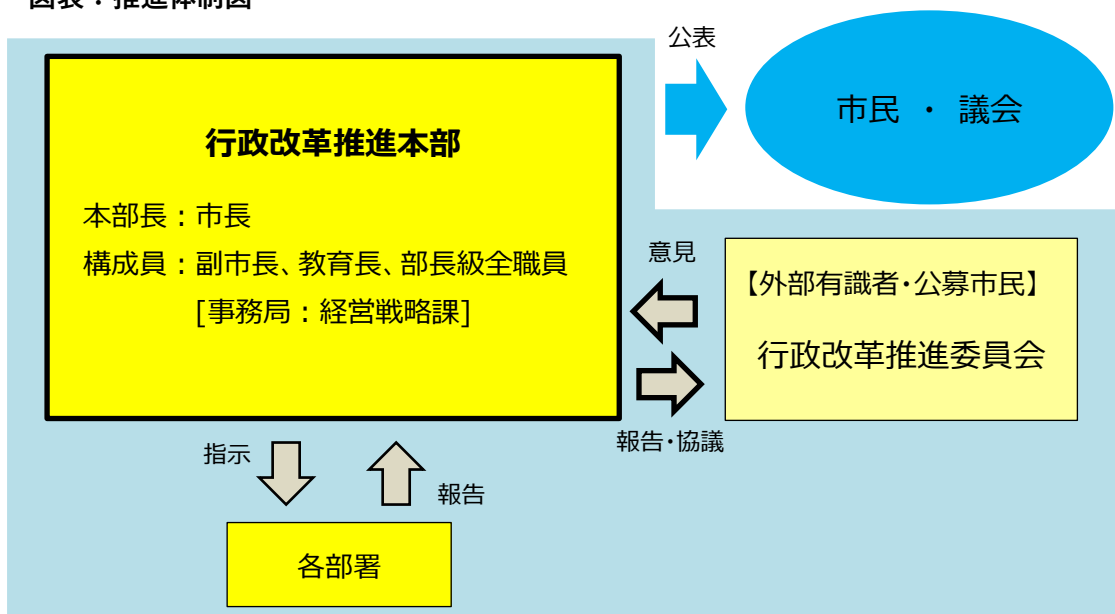 図表：推進体制図
公表
市民 ・ 議会
行政改革推進本部
本部長：市長
構成員：副市長、教育長、部長級全職員
[事務局：経営戦略課]
意見
【外部有識者・公募市民】
行政改革推進委員会
報告・協議
指示
報告
各部署